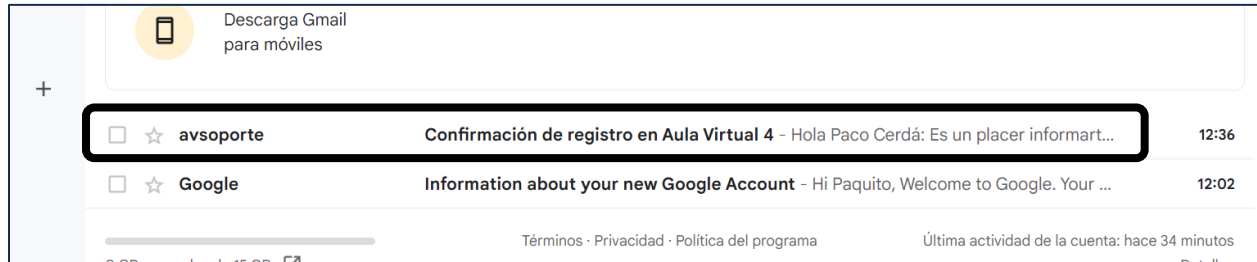 Descarga Gmail
para móviles
avsoporte Confirmación de registro en Aula Virtual 4 - Hola Paco Cerdá: Es un placer informart... 12:36
Google Information about your new Google Account - Hi Paquito, Welcome to Google. Your ... 12:02
Términos · Privacidad · Política del programa Última actividad de la cuenta: hace 34 minutos